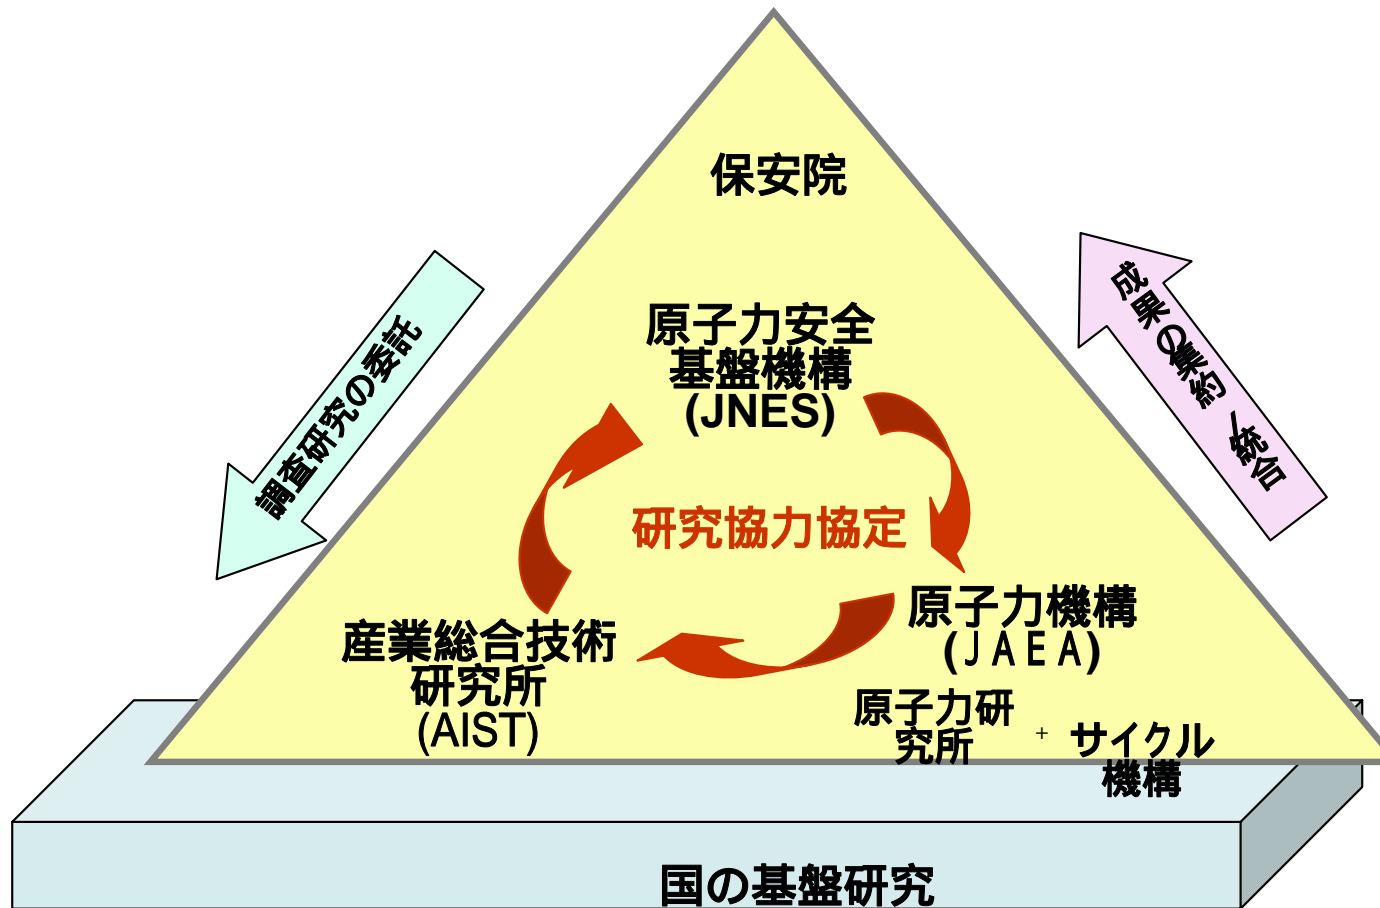 保安院
原子力安全
基盤機構
(JNES)
調査研究の委託
成果の集約/統合
研究協力協定
産業総合技術
研究所
(AIST)
原子力機構
(ＪＡＥＡ)
原子力研
究所
+
サイクル
機構
国の基盤研究